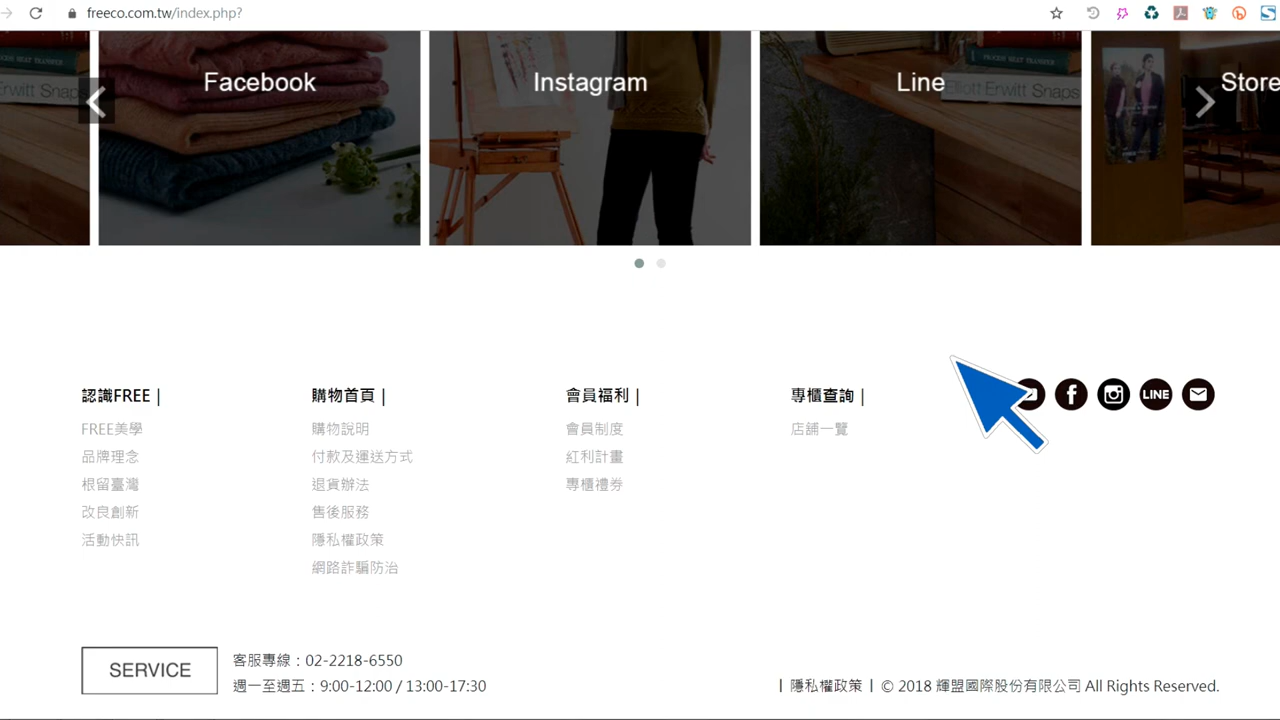 freeco.com.tw/index.php?
PROCESS HEAT TRANSFER
Elliott Erwitt Snaps
Facebook
Instagram
Line
Store
認識FREE |
FREE美學
品牌理念
根留臺灣
改良創新
活動快訊
購物首頁 |
購物說明
付款及運送方式
退貨辦法
售後服務
隱私權政策
網路詐騙防治
會員福利 |
會員制度
紅利計畫
專櫃禮券
專櫃查詢 |
店舖一覽
LINE
SERVICE
客服專線：02-2218-6550
週一至週五：9:00-12:00 / 13:00-17:30
| 隱私權政策 | © 2018 輝盟國際股份有限公司 All Rights Reserved.